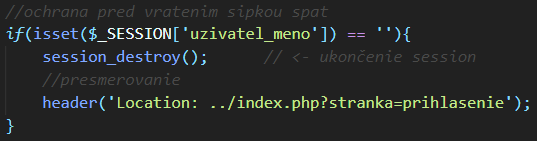 //ochrana pred vratenim sipkou spat
if(isset($_SESSION['uzivatel_meno']) == ''){
    session_destroy();      // <- ukončenie session
    //presmerovanie
    header('Location: ../index.php?stranka=prihlasenie');
}